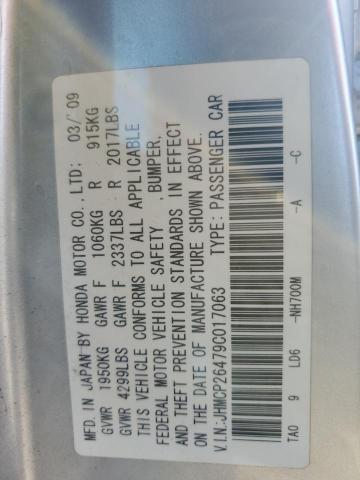 MFD. IN JAPAN BY HONDA MOTOR CO., LTD: 03/'09
GVWR 1950KG GAWR F 1060KG R 915KG
GVWR 4299LBS GAWR F 2337LBS R 2017LBS
THIS VEHICLE CONFORMS TO ALL APPLICABLE
FEDERAL MOTOR VEHICLE SAFETY , BUMPER,
AND THEFT PREVENTION STANDARDS IN EFFECT
ON THE DATE OF MANUFACTURE SHOWN ABOVE.
V.I.N.:JHMCP26479C017063 TYPE: PASSENGER CAR
TA0 9 LD6 -NH700M -A -C